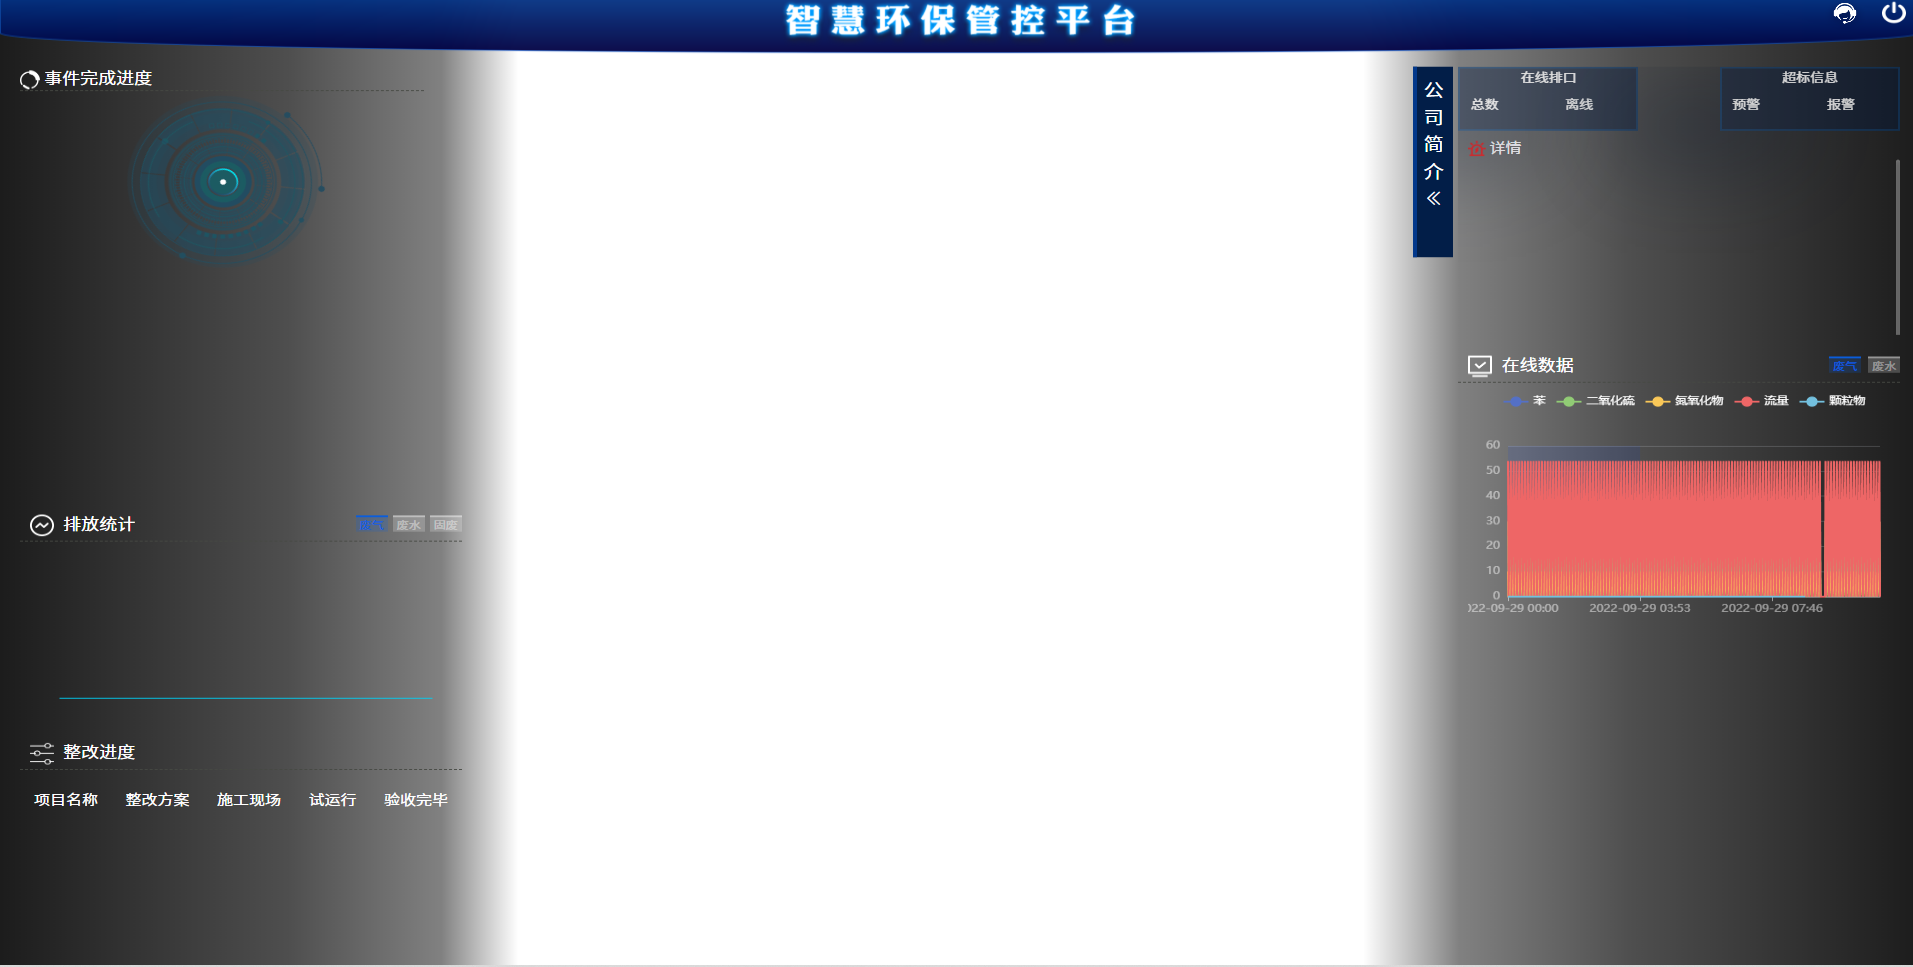 智慧环保管控平台
事件完成进度
排放统计
废气 废水 固废
整改进度
项目名称 整改方案 施工现场 试运行 验收完毕
公司简介
在线排口
总数 离线
超标信息
预警 报警
详情
在线数据
废气 废水
苯 二氧化硫 氮氧化物 流量 颗粒物
60
50
40
30
20
10
0
022-09-29 00:00 2022-09-29 03:53 2022-09-29 07:46